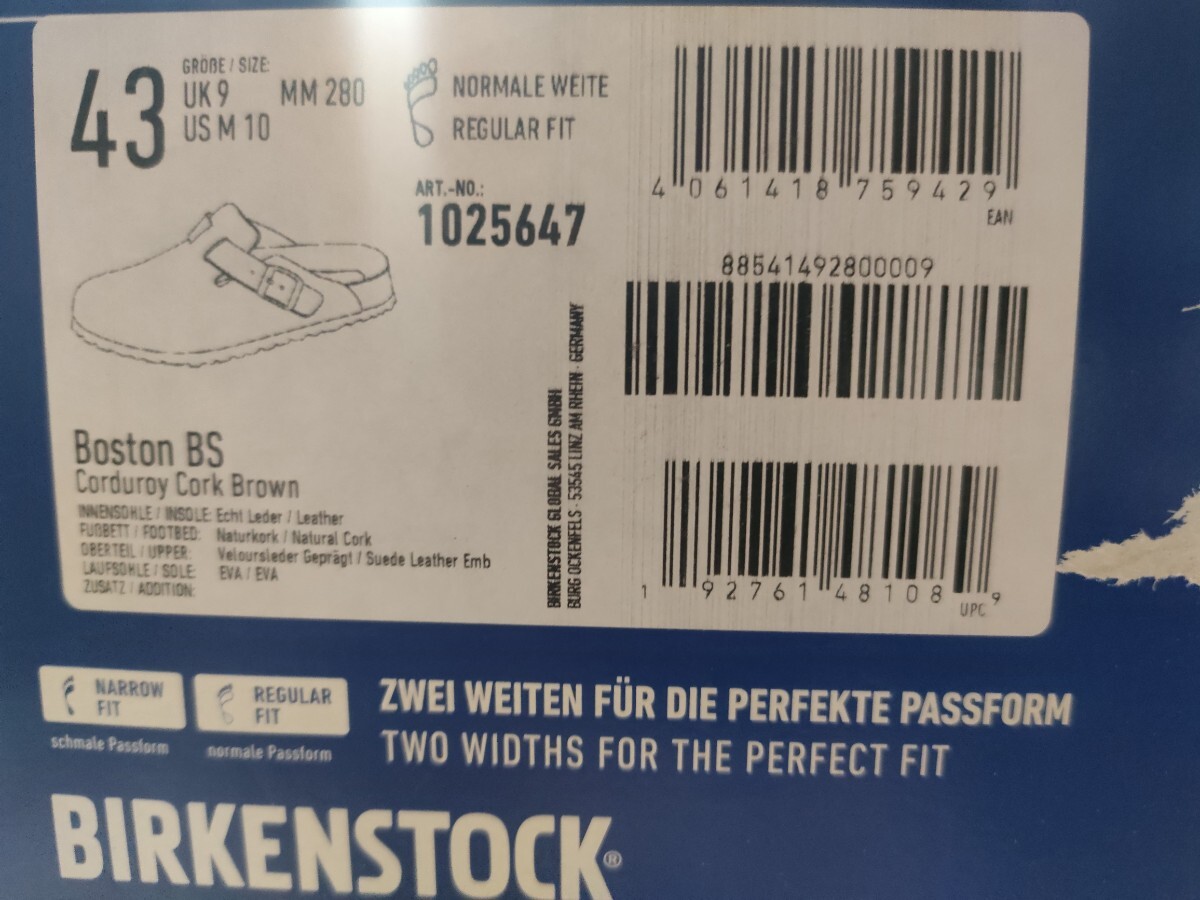 43
GRÖßE / SIZE:
UK 9 MM 280
US M 10
NORMALE WEITE
REGULAR FIT
ART.-NO.:
1025647
4 061418 759429
EAN
88541492800009
1 92761 48108 9
UPC
BIRKENSTOCK GLOBAL SALES GMBH
BURG OCKENFELS · 53545 LINZ AM RHEIN · GERMANY
Boston BS
Corduroy Cork Brown
INNENSOHLE / INSOLE: Echt Leder / Leather
FUßBETT / FOOTBED: Naturkork / Natural Cork
OBERTEIL / UPPER: Veloursleder Geprägt / Suede Leather Emb
LAUFSOHLE / SOLE: EVA / EVA
ZUSATZ / ADDITION:
NARROW FIT
schmale Passform
REGULAR FIT
normale Passform
ZWEI WEITEN FÜR DIE PERFEKTE PASSFORM
TWO WIDTHS FOR THE PERFECT FIT
BIRKENSTOCK®